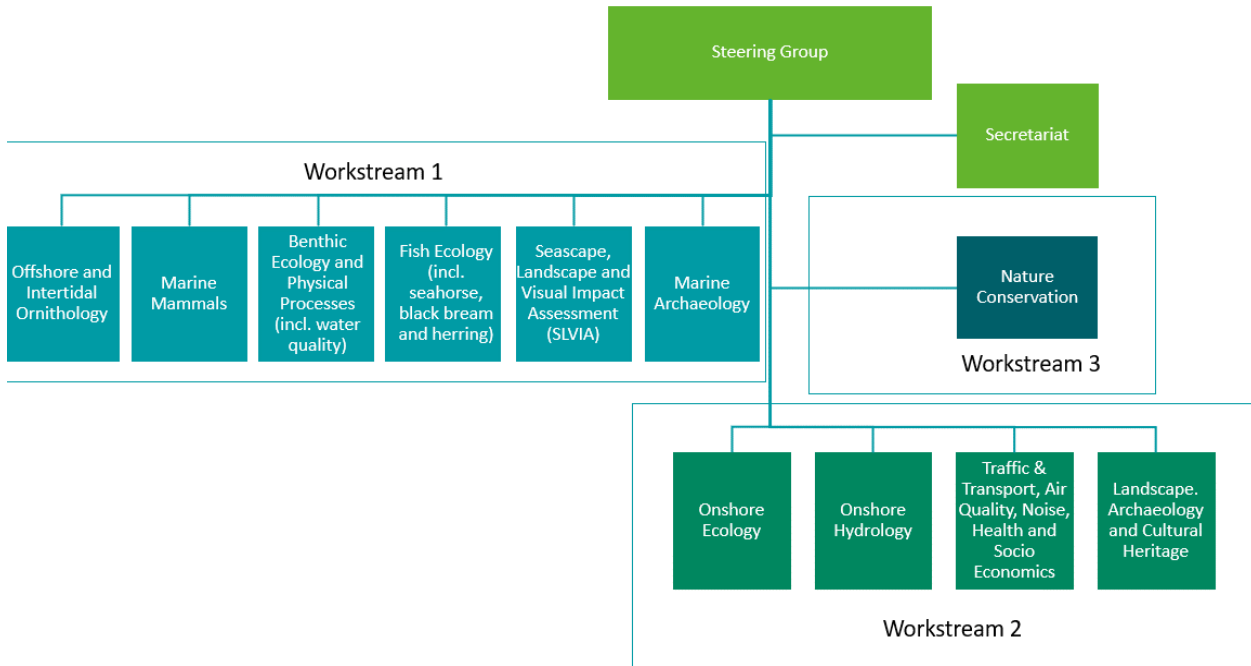 Steering Group
Secretariat
Workstream 1
Offshore and
Intertidal
Ornithology
Marine
Mammals
Benthic
Ecology and
Physical
Processes
(incl. water
quality)
Fish Ecology
(incl.
seahorse,
black bream
and herring)
Seascape,
Landscape and
Visual Impact
Assessment
(SLVIA)
Marine
Archaeology
Nature
Conservation
Workstream 3
Onshore
Ecology
Onshore
Hydrology
Traffic &
Transport, Air
Quality, Noise,
Health and
Socio
Economics
Landscape.
Archaeology
and Cultural
Heritage
Workstream 2